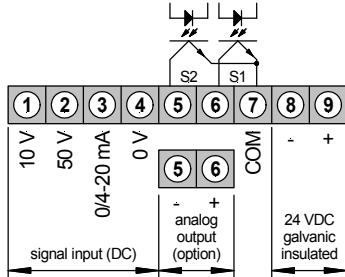 S2 S1
1 2 3 4 5 6 7 8 9
10 V
50 V
0/4-20 mA
0 V
5 6
COM
- +
- +
analog
output
(option)
24 VDC
galvanic
insulated
signal input (DC)